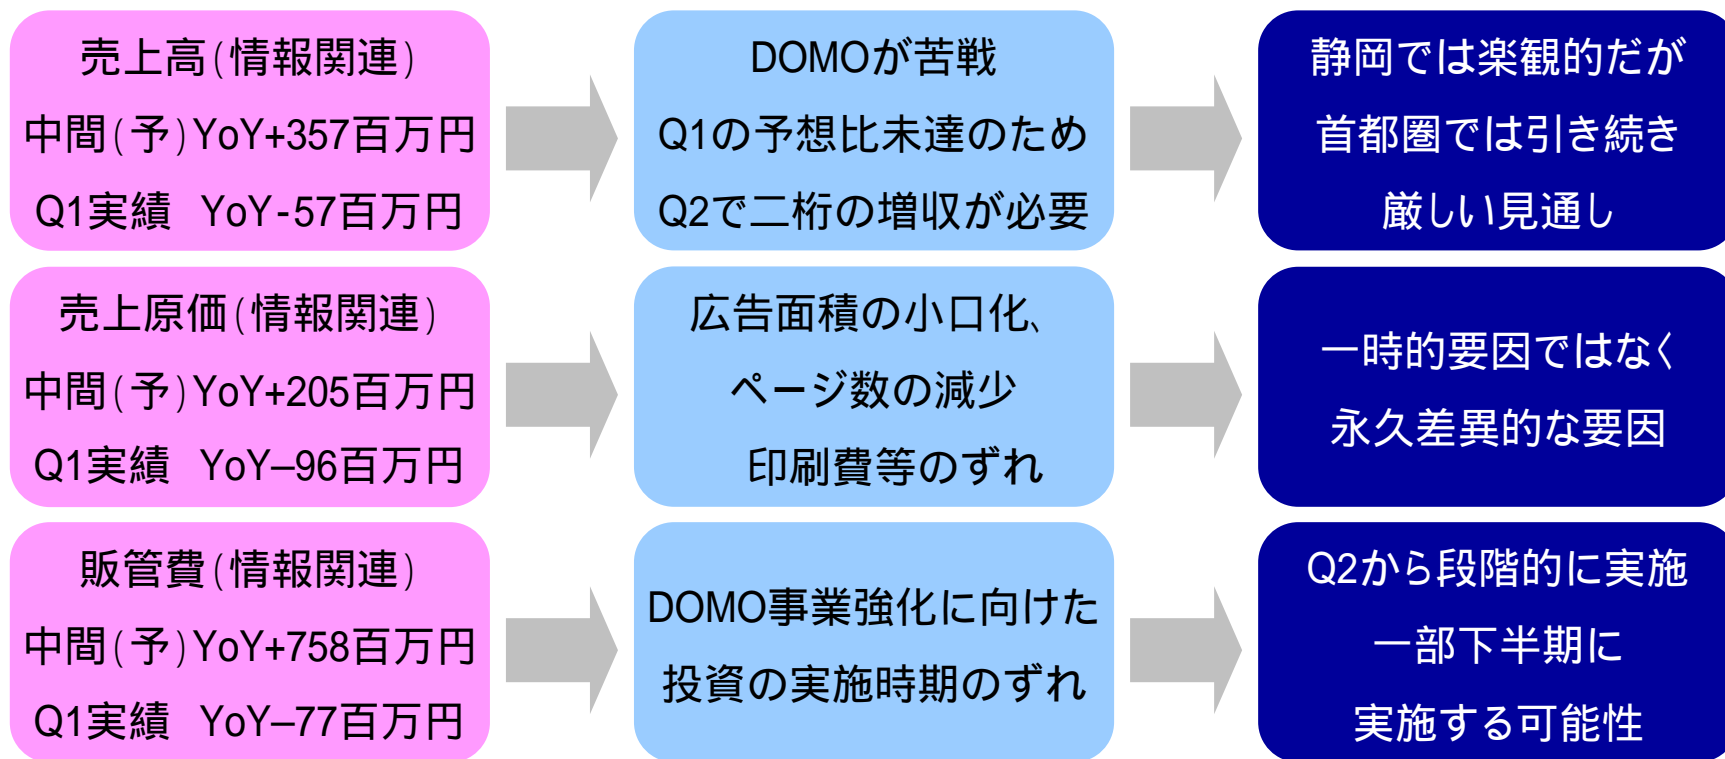 売上高(情報関連)
中間(予)YoY+357百万円
Q1実績　YoY-57百万円
DOMOが苦戦
Q1の予想比未達のため
Q2で二桁の増収が必要
静岡では楽観的だが
首都圏では引き続き
厳しい見通し
売上原価(情報関連)
中間(予)YoY+205百万円
Q1実績　YoY–96百万円
広告面積の小口化、
ページ数の減少
印刷費等のずれ
一時的要因ではなく
永久差異的な要因
販管費(情報関連)
中間(予)YoY+758百万円
Q1実績　YoY–77百万円
DOMO事業強化に向けた
投資の実施時期のずれ
Q2から段階的に実施
一部下半期に
実施する可能性